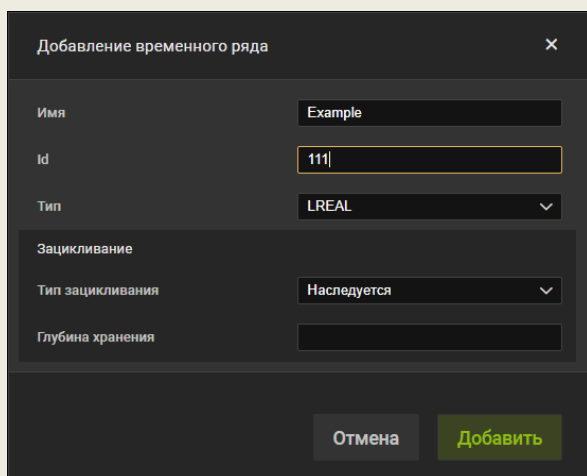 Добавление временного ряда
Имя Example
Id 111
Тип LREAL
Зацикливание
Тип зацикливания Наследуется
Глубина хранения
Отмена Добавить